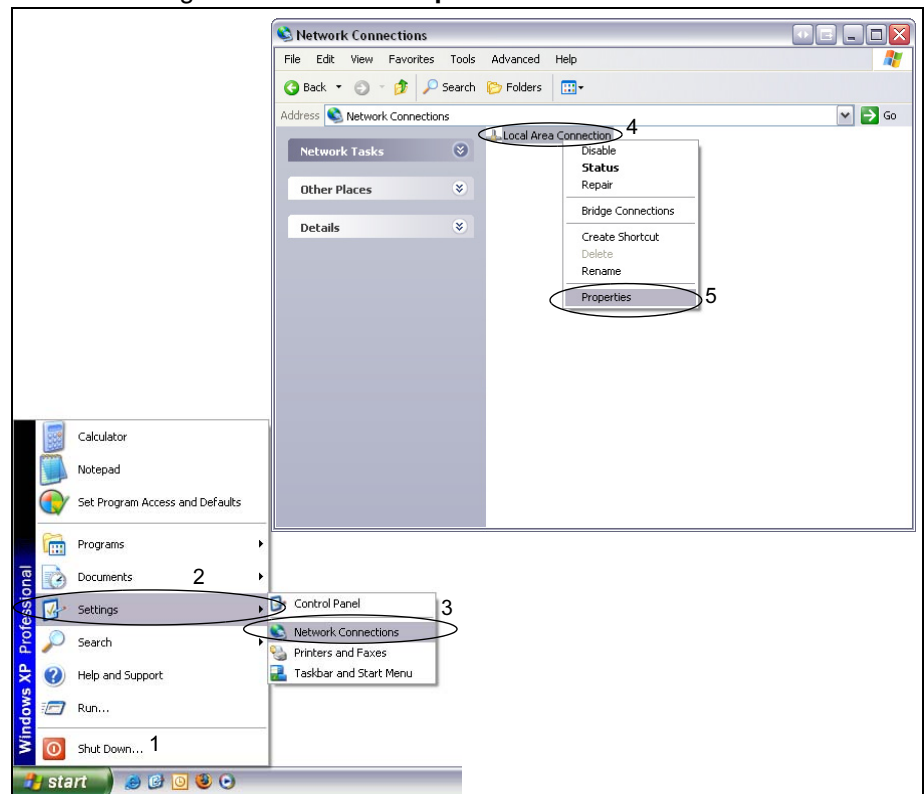 Network Connections
File Edit View Favorites Tools Advanced Help
Back Search Folders
Address Network Connections Go
Network Tasks
Other Places
Details
Local Area Connection 4
Disable
Status
Repair
Bridge Connections
Create Shortcut
Delete
Rename
Properties 5
Windows XP Professional
Calculator
Notepad
Set Program Access and Defaults
Programs
Documents 2
Settings
Search
Help and Support
Run...
Shut Down... 1
Control Panel 3
Network Connections
Printers and Faxes
Taskbar and Start Menu
start